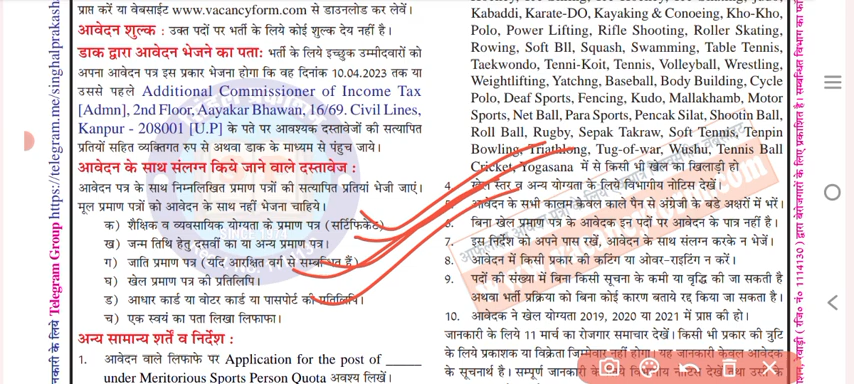 प्राप्त करें या वेबसाईट www.vacancyform.com से डाउनलोड कर लेवें।
आवेदन शुल्क : उक्त पदों पर भर्ती के लिये कोई शुल्क देय नहीं है।
डाक द्वारा आवेदन भेजने का पता: भर्ती के लिये इच्छुक उम्मीदवारों को
अपना आवेदन पत्र इस प्रकार भेजना होगा कि वह दिनांक 10.04.2023 तक या
उससे पहले Additional Commissioner of Income Tax
[Admn], 2nd Floor, Aayakar Bhawan, 16/69, Civil Lines,
Kanpur - 208001 [U.P] के पते पर आवश्यक दस्तावेजों की सत्यापित
प्रतियों सहित व्यक्तिगत रुप से अथवा डाक के माध्यम से पंहुच जाये।
आवेदन के साथ संलग्न किये जाने वाले दस्तावेज :
आवेदन पत्र के साथ निम्नलिखित प्रमाण पत्रों की सत्यापित प्रतियां भेजी जाएं।
मूल प्रमाण पत्रों को आवेदन के साथ नहीं भेजना चाहिये।
क) शैक्षिक व व्यवसायिक योग्यता के प्रमाण पत्र (सर्टिफिकेट)
ख) जन्म तिथि हेतु दसवीं का या अन्य प्रमाण पत्र।
ग) जाति प्रमाण पत्र (यदि आरक्षित वर्ग से सम्बन्धित हैं)
घ) खेल प्रमाण पत्र की प्रतिलिपि।
ड) आधार कार्ड या वोटर कार्ड या पासपोर्ट की प्रतिलिपि।
च) एक स्वयं का पता लिखा लिफाफा।
अन्य सामान्य शर्ते व निर्देश :
1. आवेदन वाले लिफाफे पर Application for the post of ____
under Meritorious Sports Person Quota अवश्य लिखें।
Kabaddi, Karate-DO, Kayaking & Conoeing, Kho-Kho,
Polo, Power Lifting, Rifle Shooting, Roller Skating,
Rowing, Soft Bll, Squash, Swamming, Table Tennis,
Taekwondo, Tenni-Koit, Tennis, Volleyball, Wrestling,
Weightlifting, Yatchng, Baseball, Body Building, Cycle
Polo, Deaf Sports, Fencing, Kudo, Mallakhamb, Motor
Sports, Net Ball, Para Sports, Pencak Silat, Shootin Ball,
Roll Ball, Rugby, Sepak Takraw, Soft Tennis, Tenpin
Bowling, Triathlong, Tug-of-war, Wushu, Tennis Ball
Cricket, Yogasana में से किसी भी खेल का खिलाड़ी हो
4. खेल स्तर व अन्य योग्यता के लिये विभागीय नोटिस देखें।
5. आवेदन के सभी कालम केवल काले पैन से अंग्रेजी के बड़े अक्षरों में भरें।
6. बिना खेल प्रमाण पत्र के आवेदक इन पदों पर आवेदन के पात्र नहीं है।
7. इस निर्देश को अपने पास रखें, आवेदन के साथ संलग्न करके न भेजें।
8. आवेदन में किसी प्रकार की कटिंग या ओवर-राइटिंग न करें।
9. पदों की संख्या में बिना किसी सूचना के कमी या वृद्धि की जा सकती है
अथवा भर्ती प्रक्रिया को बिना कोई कारण बताये रद्द किया जा सकता है।
10. आवेदक ने खेल योग्यता 2019, 2020 या 2021 में प्राप्त की हो।
जानकारी के लिये 11 मार्च का रोजगार समाचार देखें। किसी भी प्रकार की त्रुटि
के लिये प्रकाशक या विक्रेता जिम्मेवार नहीं होगा। यह जानकारी केवल आवेदक
के सूचनार्थ है। सम्पूर्ण जानकारी के लिये
नकारी के लिये Telegram Group https://telegram.me/singhalprakash
रेवाड़ी (रजि० नं० 1114130) द्वारा बेरोजगारों के लिए प्रकाशित है। सम्बन्धित विभाग का